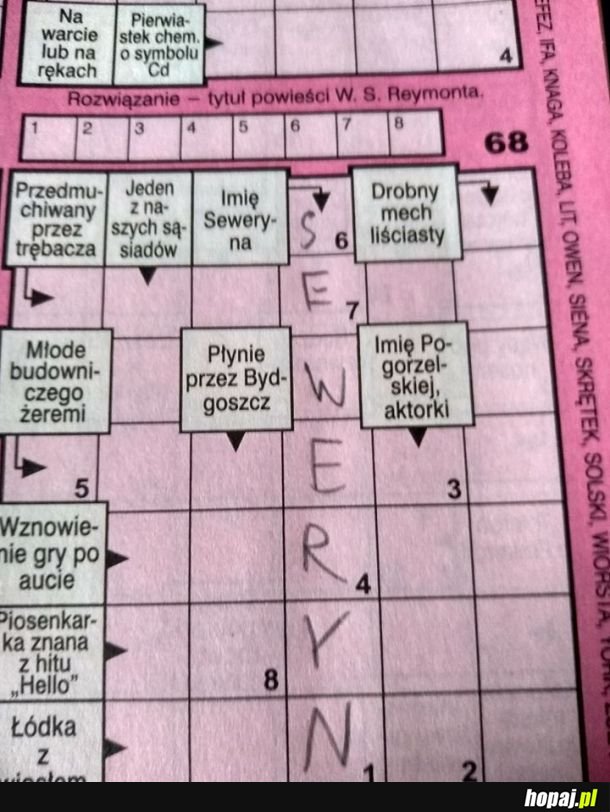 Na
warcie
lub na
rękach
Pierwia-
stek chem.
o symbolu
Cd
4
Rozwiązanie – tytuł powieści W. S. Reymonta.
1 2 3 4 5 6 7 8
68
Przedmu-
chiwany
przez
trębacza
Jeden
z na-
szych są-
siadów
Imię
Sewery-
na
S 6
Drobny
mech
liściasty
E 7
Młode
budowni-
czego
żeremi
Płynie
przez Byd-
goszcz
W
Imię Po-
gorzel-
skiej,
aktorki
5
E
3
Wznowie-
nie gry po
aucie
R 4
Piosenkar-
ka znana
z hitu
„Hello”
8
Y
Łódka
z
N 1
2
EFEZ, IFA, KNAGA, KOLEBA, LIT, OWEN, SIENA, SKRĘTEK, SOLSKI, WIORSTA,
hopaj.pl